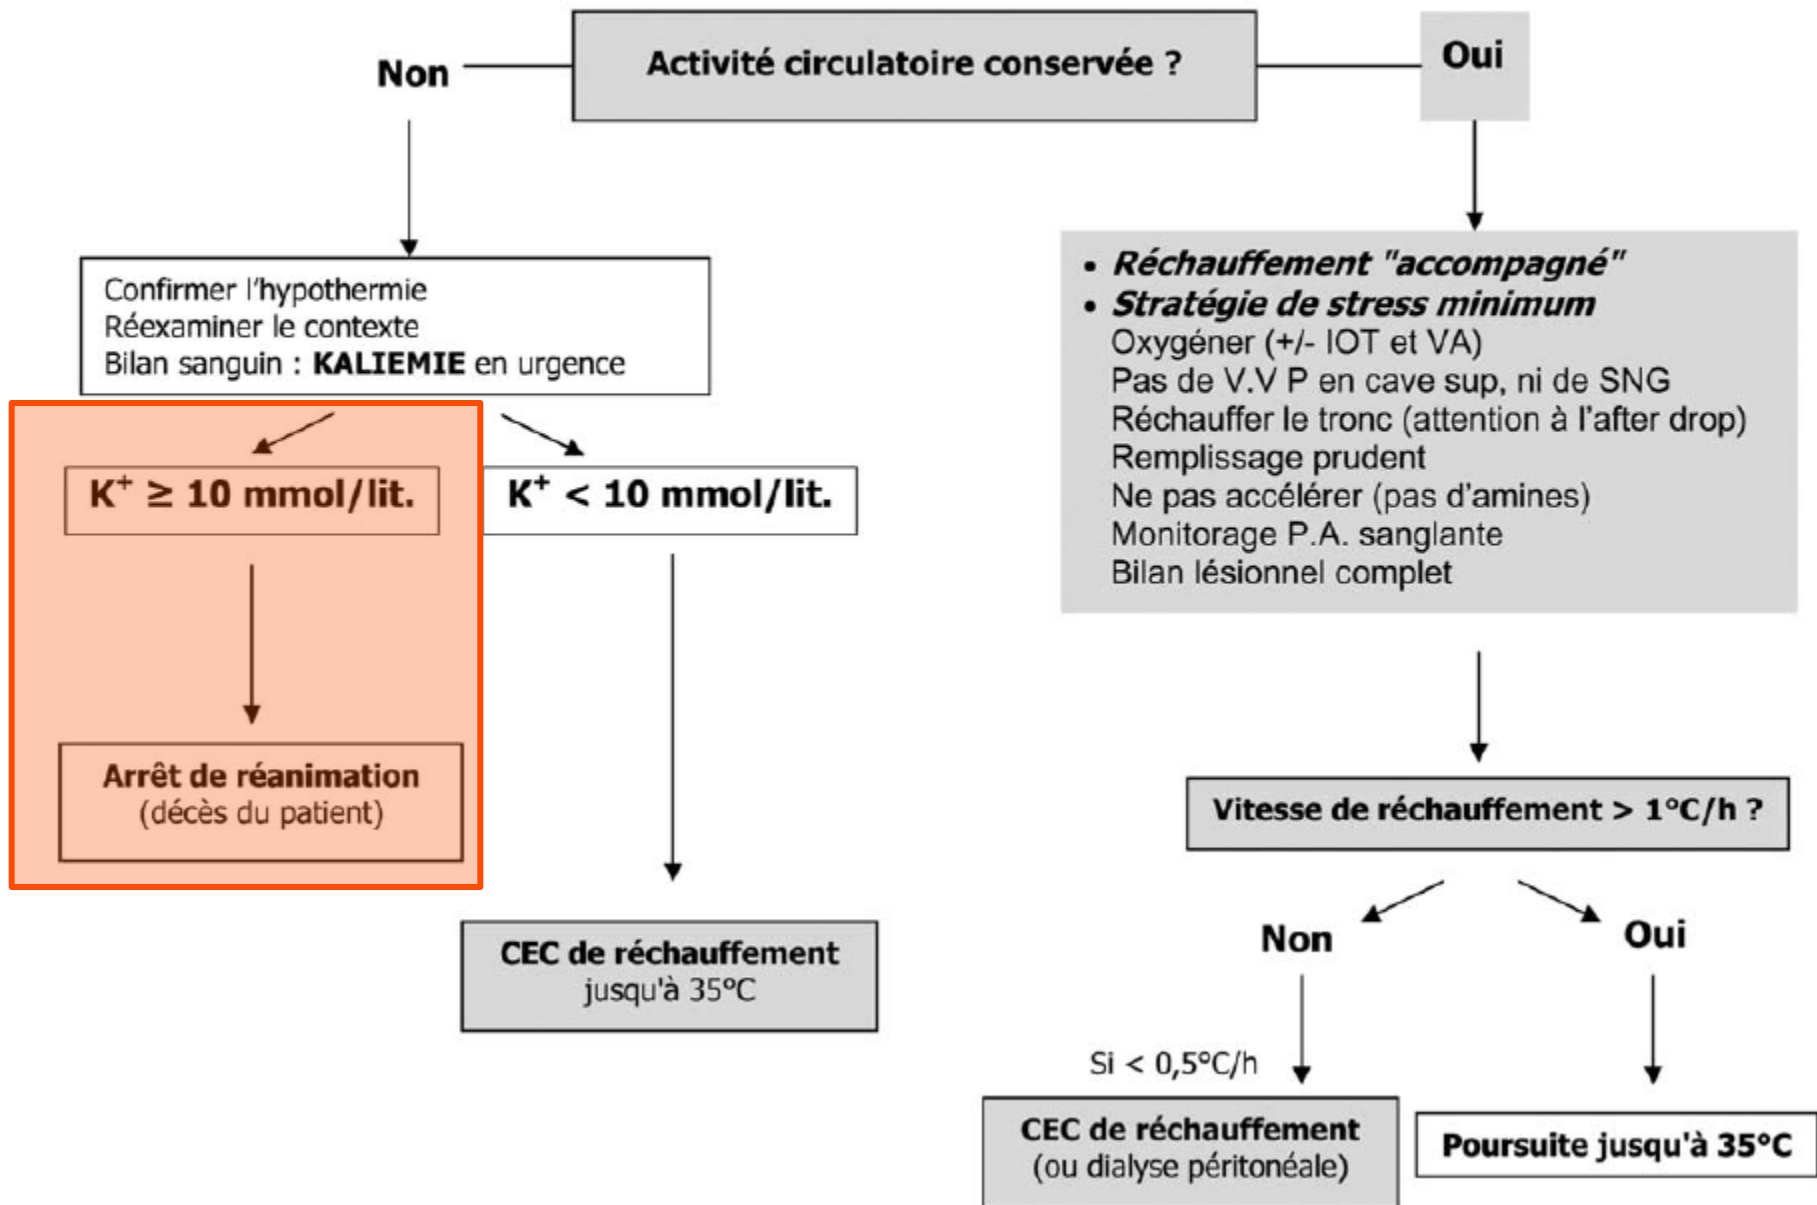 Activité circulatoire conservée ?
Non
Oui
Confirmer l'hypothermie
Réexaminer le contexte
Bilan sanguin : KALIEMIE en urgence
K⁺ ≥ 10 mmol/lit.
K⁺ < 10 mmol/lit.
Arrêt de réanimation
(décès du patient)
CEC de réchauffement
jusqu'à 35°C
• Réchauffement "accompagné"
• Stratégie de stress minimum
Oxygéner (+/- IOT et VA)
Pas de V.V P en cave sup, ni de SNG
Réchauffer le tronc (attention à l'after drop)
Remplissage prudent
Ne pas accélérer (pas d'amines)
Monitorage P.A. sanglante
Bilan lésionnel complet
Vitesse de réchauffement > 1°C/h ?
Non
Oui
Si < 0,5°C/h
CEC de réchauffement
(ou dialyse péritonéale)
Poursuite jusqu'à 35°C